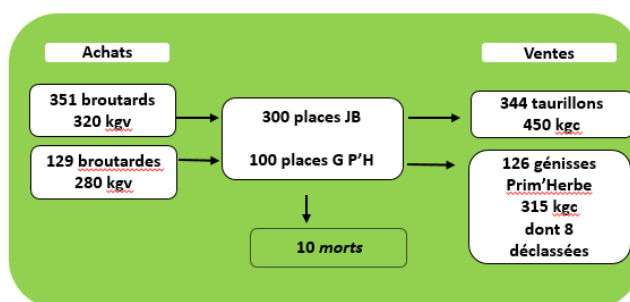 Achats
Ventes
351 broutards
320 kgv
129 broutardes
280 kgv
300 places JB
100 places G P'H
10 morts
344 taurillons
450 kgc
126 génisses
Prim'Herbe
315 kgc
dont 8
déclassées